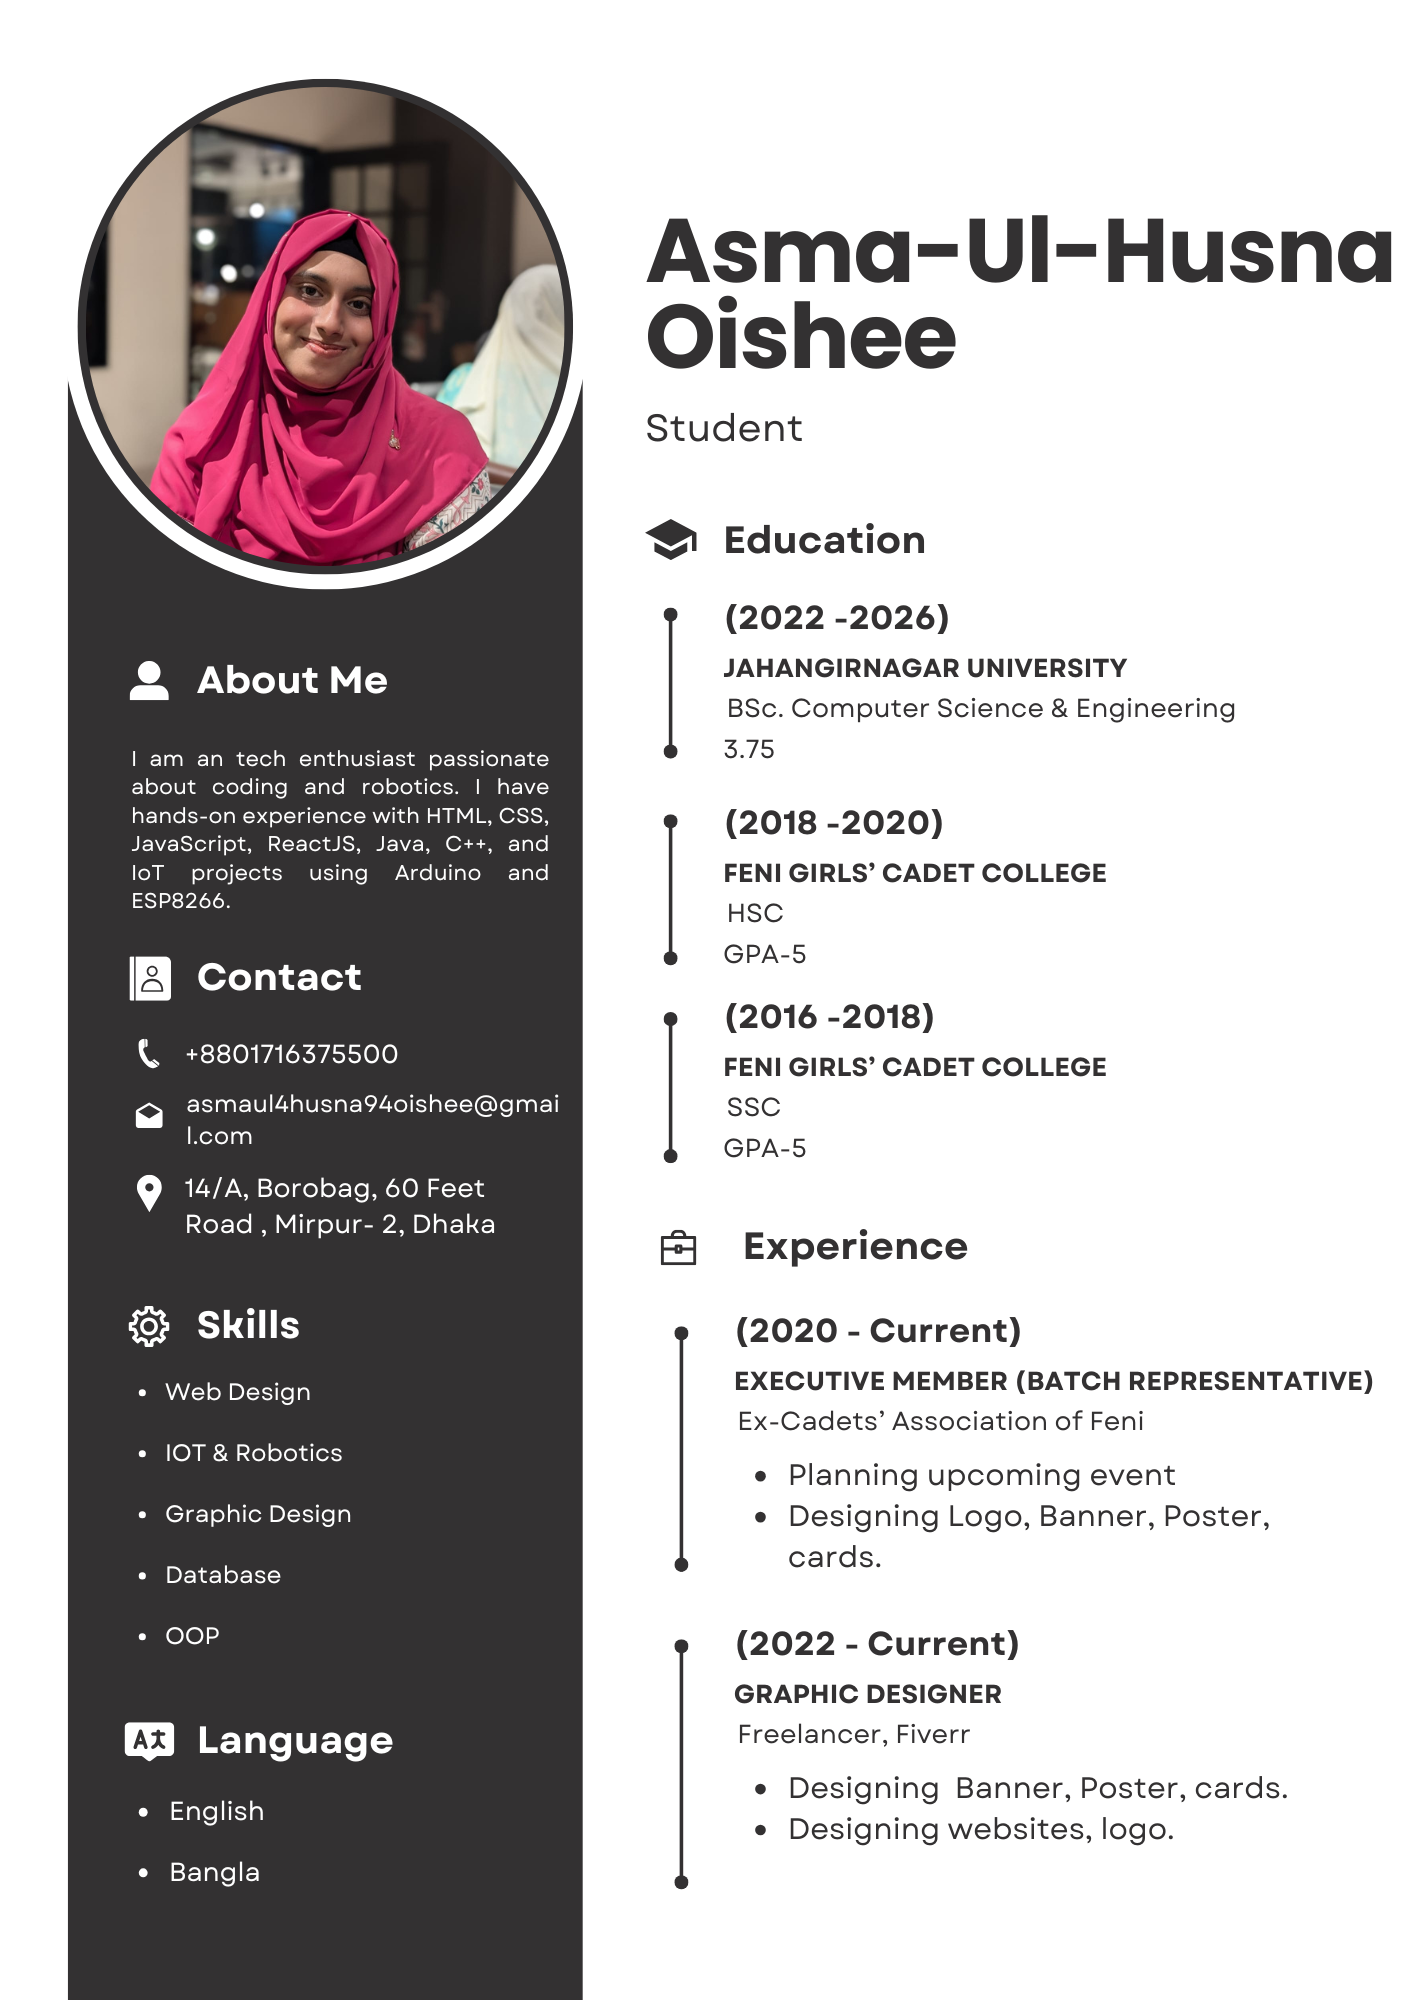 Asma-Ul-Husna
Oishee
Student
About Me
I am an tech enthusiast passionate
about coding and robotics. I have
hands-on experience with HTML, CSS,
JavaScript, ReactJS, Java, C++, and
IoT projects using Arduino and
ESP8266.
Contact
+8801716375500
asmaul4husna94oishee@gmai
l.com
14/A, Borobag, 60 Feet
Road , Mirpur- 2, Dhaka
Skills
• Web Design
• IOT & Robotics
• Graphic Design
• Database
• OOP
Language
• English
• Bangla
Education
(2022 -2026)
JAHANGIRNAGAR UNIVERSITY
BSc. Computer Science & Engineering
3.75
(2018 -2020)
FENI GIRLS’ CADET COLLEGE
HSC
GPA-5
(2016 -2018)
FENI GIRLS’ CADET COLLEGE
SSC
GPA-5
Experience
(2020 - Current)
EXECUTIVE MEMBER (BATCH REPRESENTATIVE)
Ex-Cadets’ Association of Feni
• Planning upcoming event
• Designing Logo, Banner, Poster,
cards.
(2022 - Current)
GRAPHIC DESIGNER
Freelancer, Fiverr
• Designing  Banner, Poster, cards.
• Designing websites, logo.